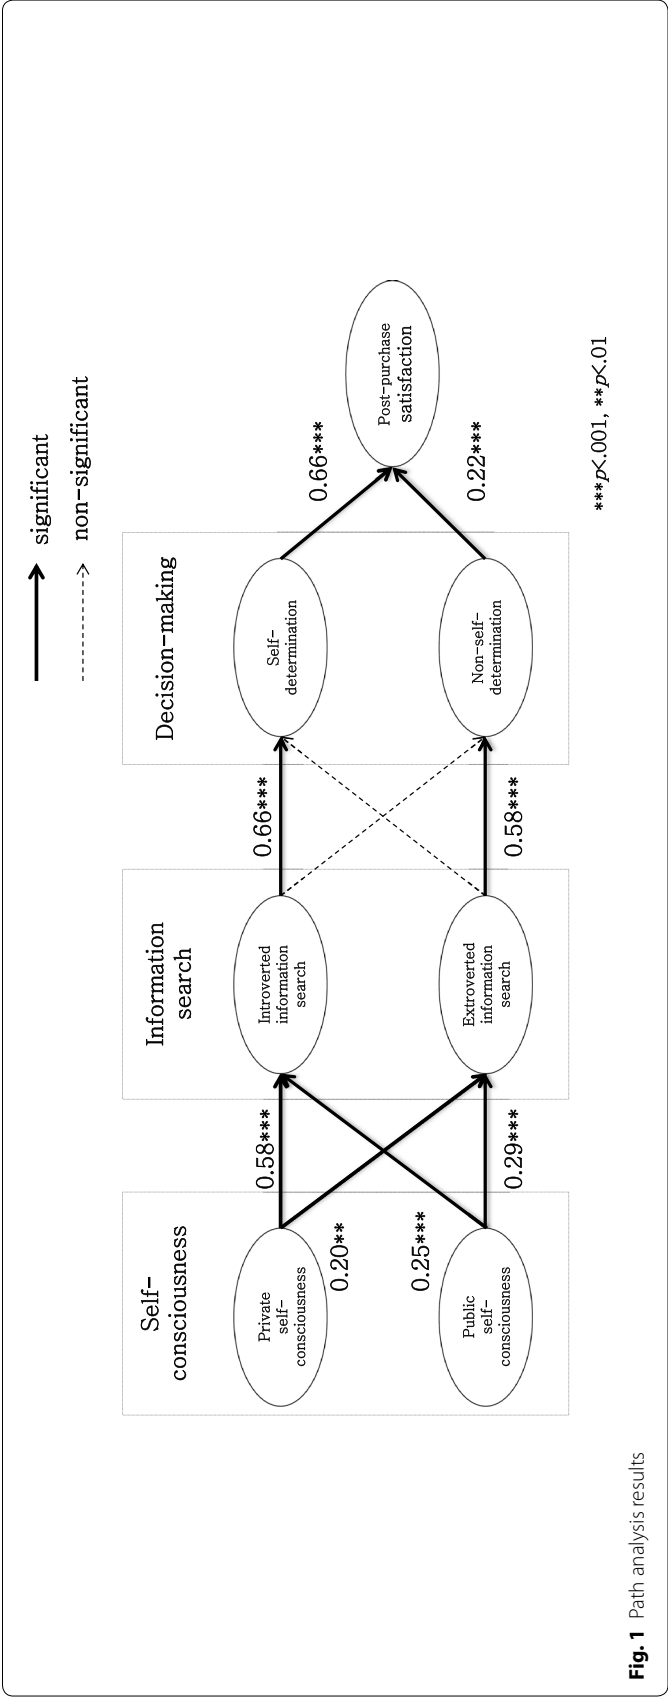 significant
non-significant
Self-
consciousness
Information
search
Decision-making
Private
self-
consciousness
0.58***
Introverted
information
search
0.66***
Self-
determination
0.66***
0.20**
0.25***
Post-purchase
satisfaction
Public
self-
consciousness
0.29***
Extroverted
information
search
0.58***
Non-self-
determination
0.22***
***p<.001, **p<.01
Fig. 1 Path analysis results